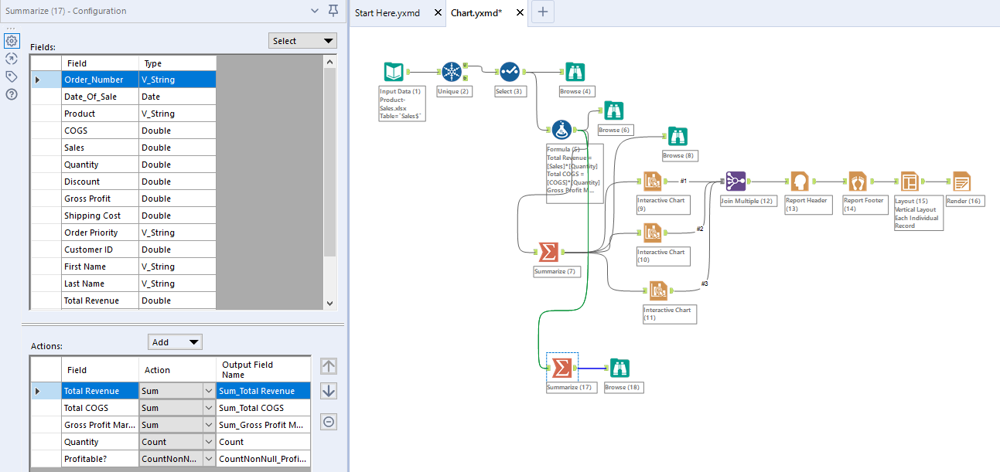 Summarize (17) - Configuration
Start Here.yxmd
Chart.yxmd*
Fields:
Select
Field Type
Order_Number V_String
Date_Of_Sale Date
Product V_String
COGS Double
Sales Double
Quantity Double
Discount Double
Gross Profit Double
Shipping Cost Double
Order Priority V_String
Customer ID Double
First Name V_String
Last Name V_String
Total Revenue Double
Actions:
Add
Field Action Output Field
Name
Total Revenue Sum Sum_Total Revenue
Total COGS Sum Sum_Total COGS
Gross Profit Mar... Sum Sum_Gross Profit M...
Quantity Count Count
Profitable? CountNonN... CountNonNull_Profi...
Input Data (1)
Product-
Sales.xlsx
Table=`Sales$`
Unique (2)
U
D
Select (3)
Browse (4)
Browse (6)
Formula (5)
Total Revenue =
[Sales]*[Quantity]
Total COGS =
[COGS]*[Quantity]
Gross Profit M...
Browse (8)
#1
Interactive Chart
(9)
#2
Interactive Chart
(10)
#3
Interactive Chart
(11)
Join Multiple (12)
Report Header
(13)
Report Footer
(14)
Layout (15)
Vertical Layout
Each Individual
Record
Render (16)
Summarize (7)
Summarize (17)
Browse (18)